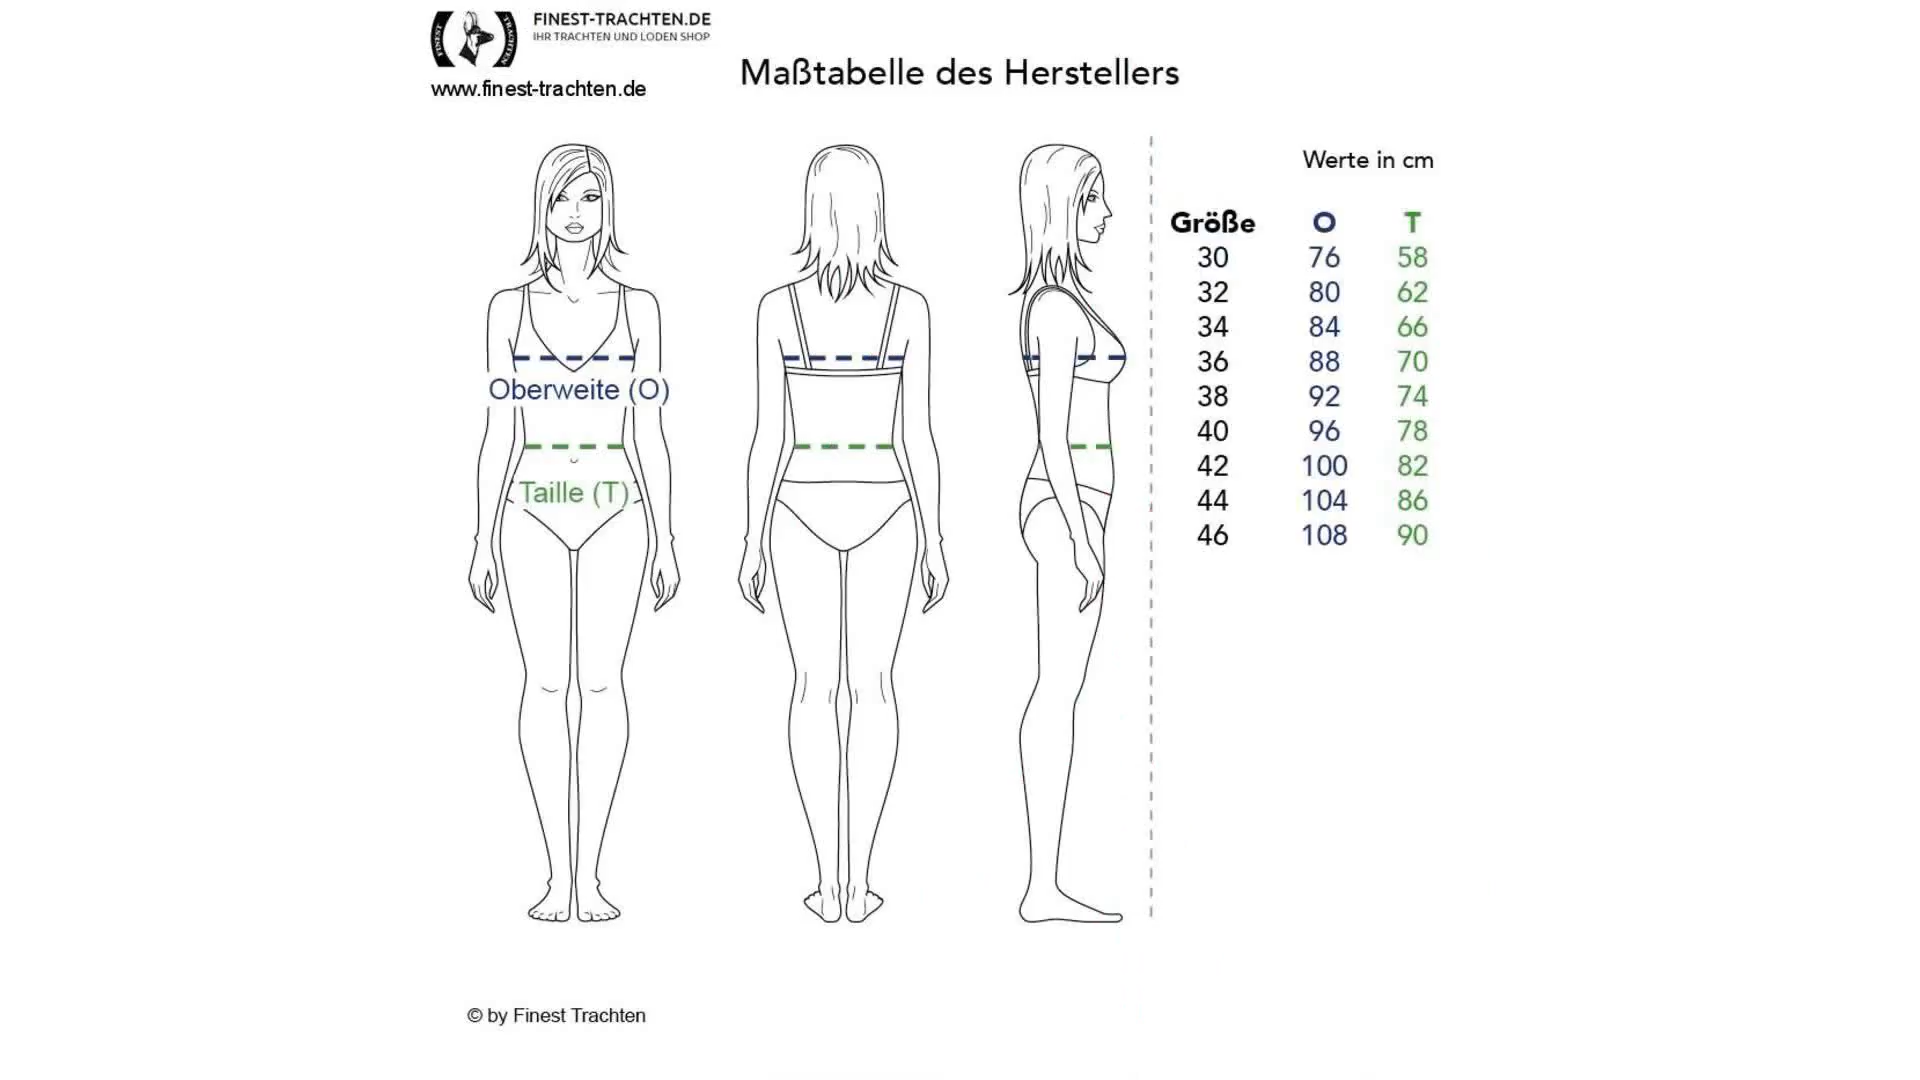 FINEST-TRACHTEN.DE
IHR TRACHTEN UND LODEN SHOP
FINEST
TRACHTEN
www.finest-trachten.de
Maßtabelle des Herstellers
Werte in cm
Größe O T
30 76 58
32 80 62
34 84 66
36 88 70
38 92 74
40 96 78
42 100 82
44 104 86
46 108 90
Oberweite (O)
Taille (T)
© by Finest Trachten